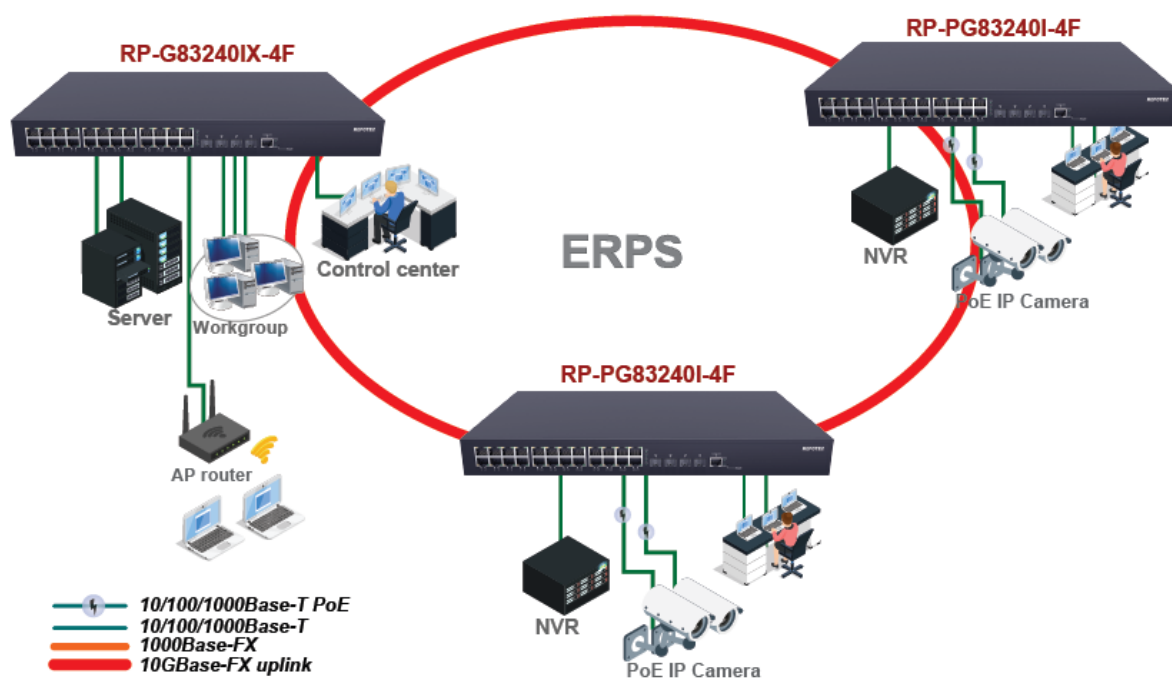 RP-G83240IX-4F
RP-PG83240I-4F
REPOTEC
ERPS
NVR
PoE IP Camera
Control center
Server
Workgroup
RP-PG83240I-4F
AP router
NVR
PoE IP Camera
10/100/1000Base-T PoE
10/100/1000Base-T
1000Base-FX
10GBase-FX uplink